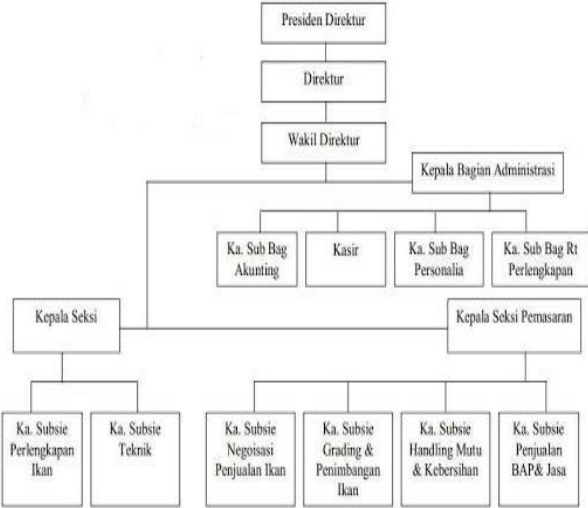 Presiden Direktur
Direktur
Wakil Direktur
Kepala Bagian Administrasi
Ka. Sub Bag
Akunting
Kasir
Ka. Sub Bag
Personalia
Ka. Sub Bag Rt
Perlengkapan
Kepala Seksi
Kepala Seksi Pemasaran
Ka. Subsie
Perlengkapan
Ikan
Ka. Subsie
Teknik
Ka. Subsie
Negoisasi
Penjualan Ikan
Ka. Subsie
Grading &
Penimbangan
Ikan
Ka. Subsie
Handling Mutu
& Kebersihan
Ka. Subsie
Penjualan
BAP& Jasa